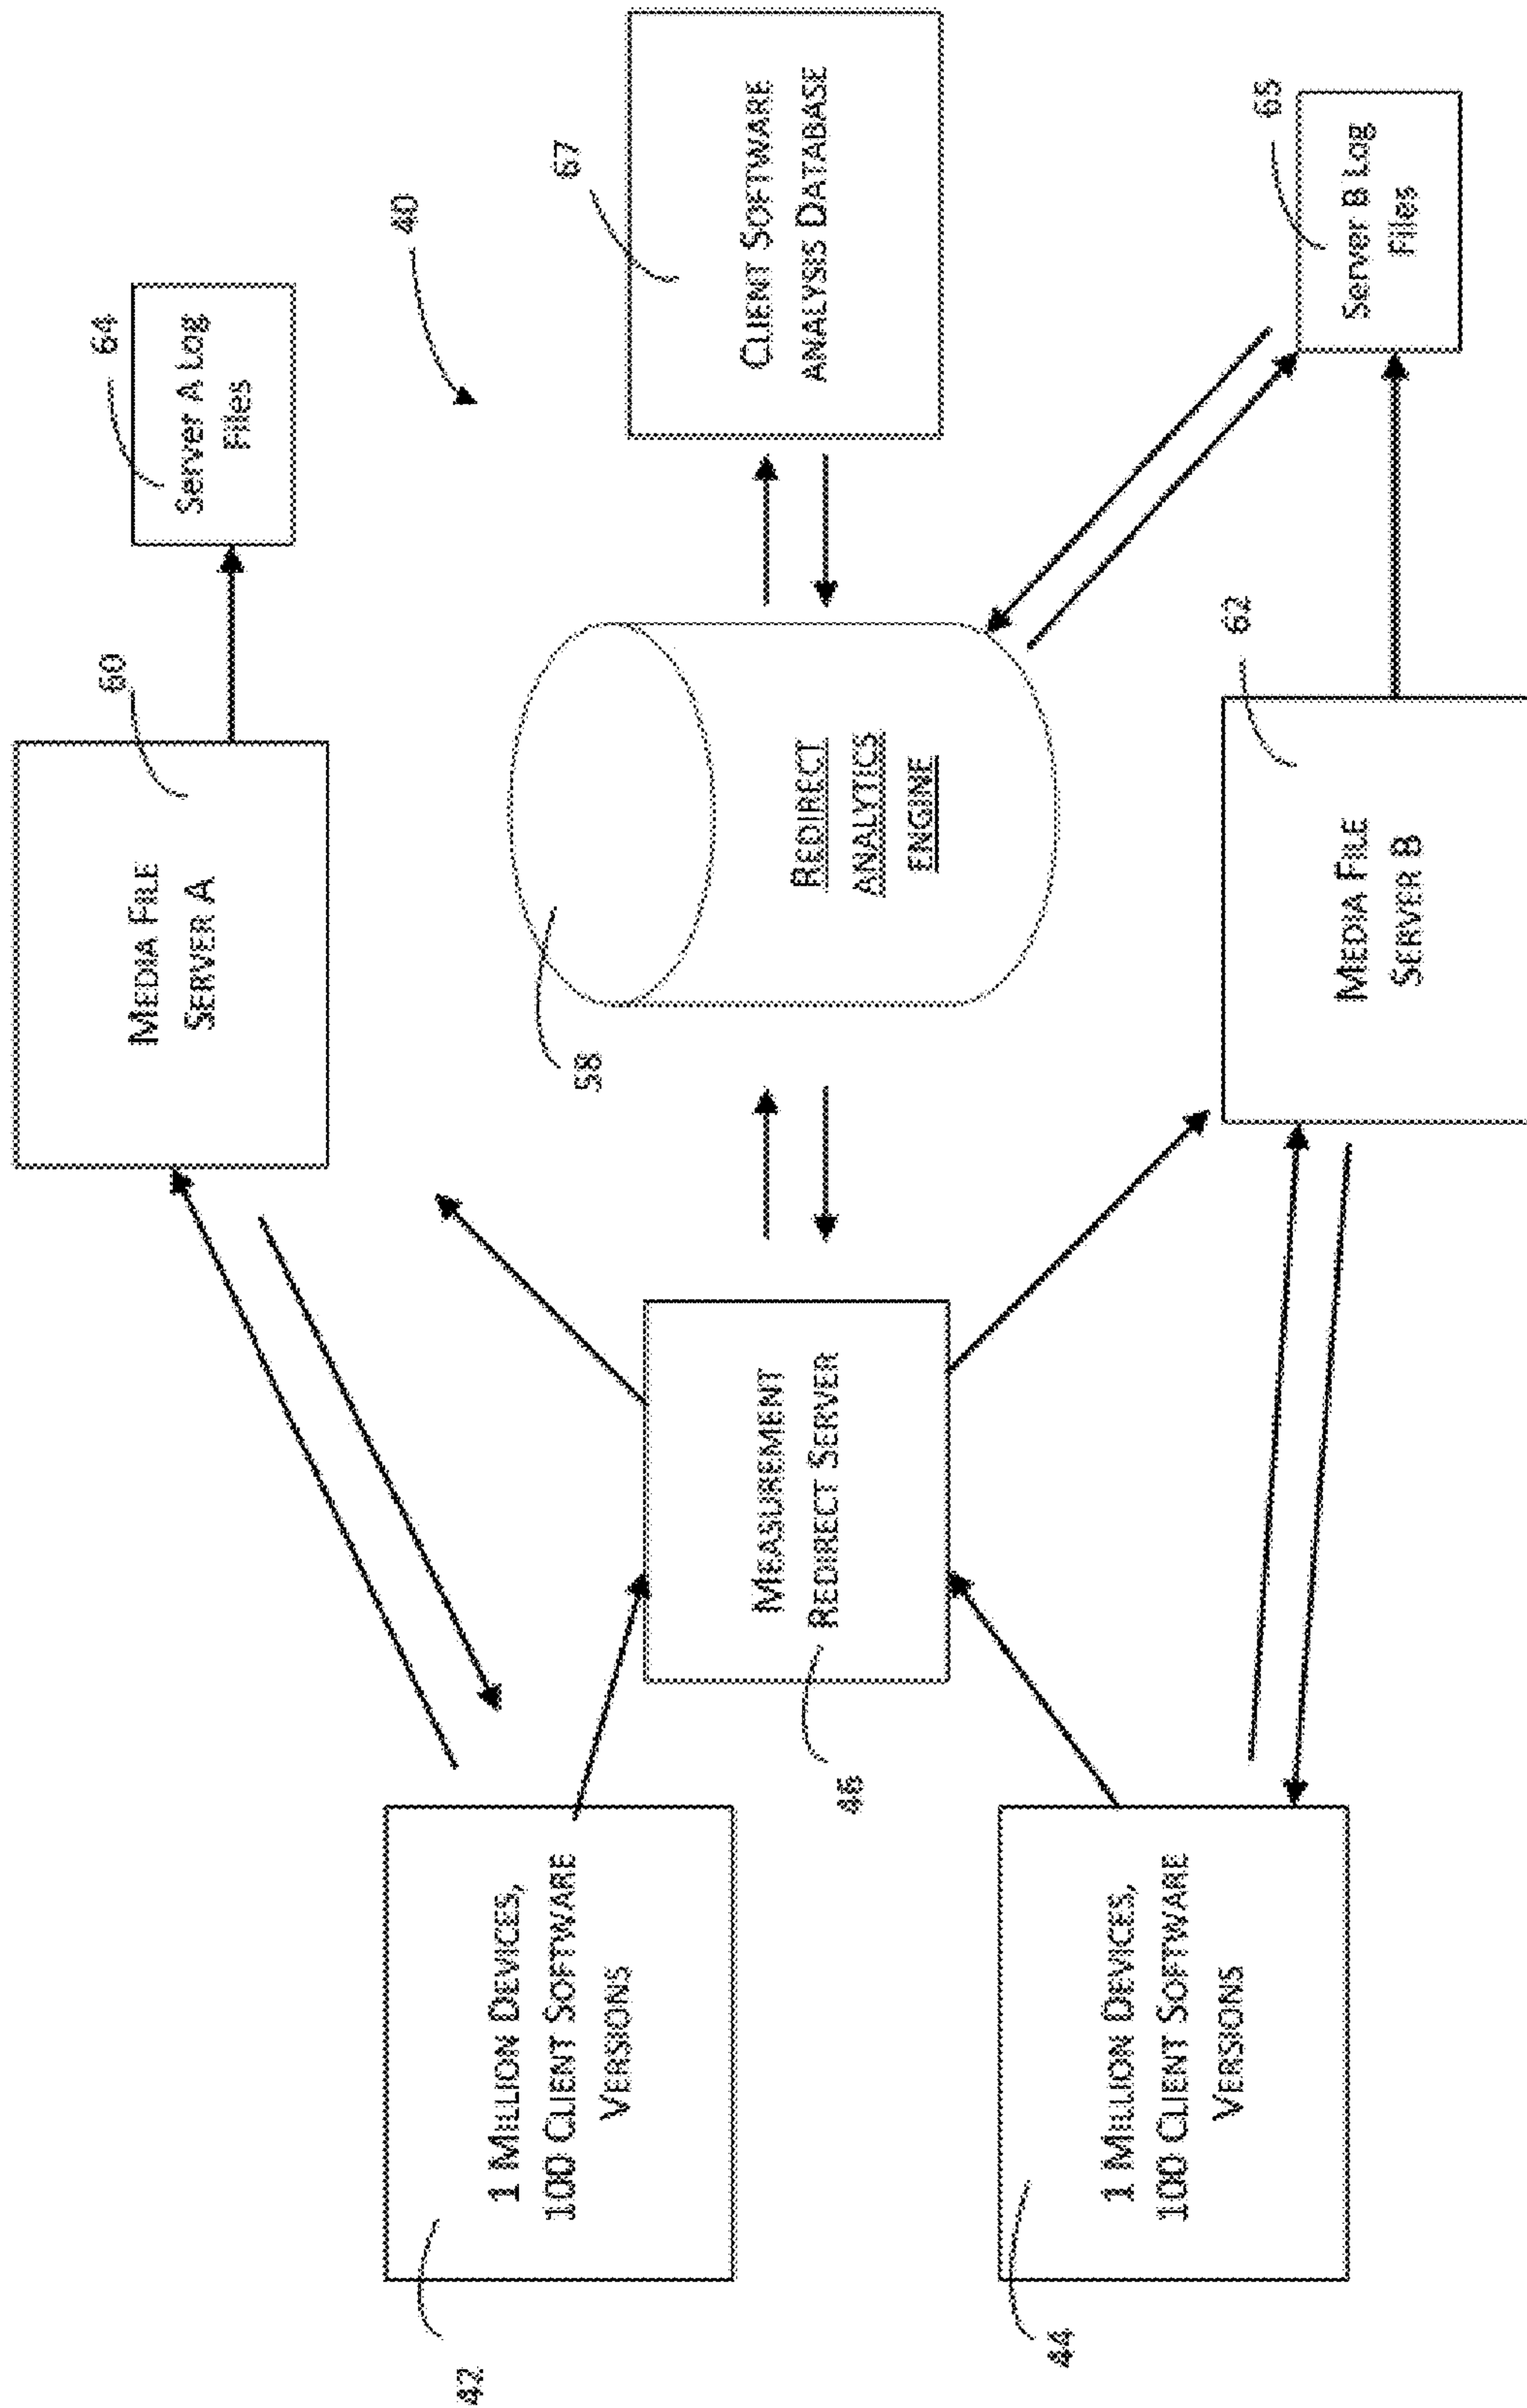 60
MEDIA FILE
SERVER A
64
Server A Log
Files
40
42
1 MILLION DEVICES,
100 CLIENT SOFTWARE
VERSIONS
46
MEASUREMENT
REDIRECT SERVER
58
REDIRECT
ANALYTICS
ENGINE
67
CLIENT SOFTWARE
ANALYSIS DATABASE
44
1 MILLION DEVICES,
100 CLIENT SOFTWARE
VERSIONS
62
MEDIA FILE
SERVER B
65
Server B Log
Files